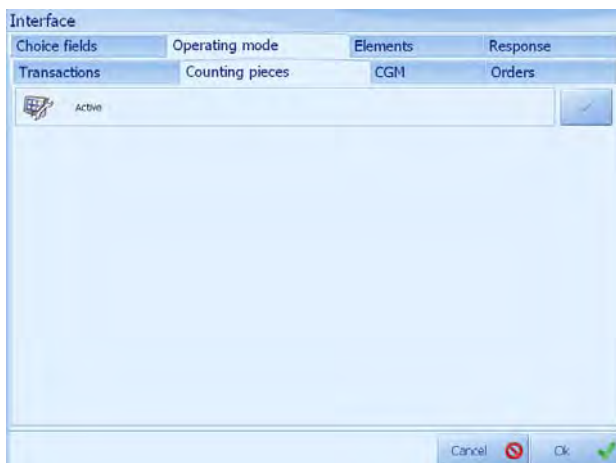 Interface
Choice fields Operating mode Elements Response
Transactions Counting pieces CGM Orders
Active
Cancel Ok